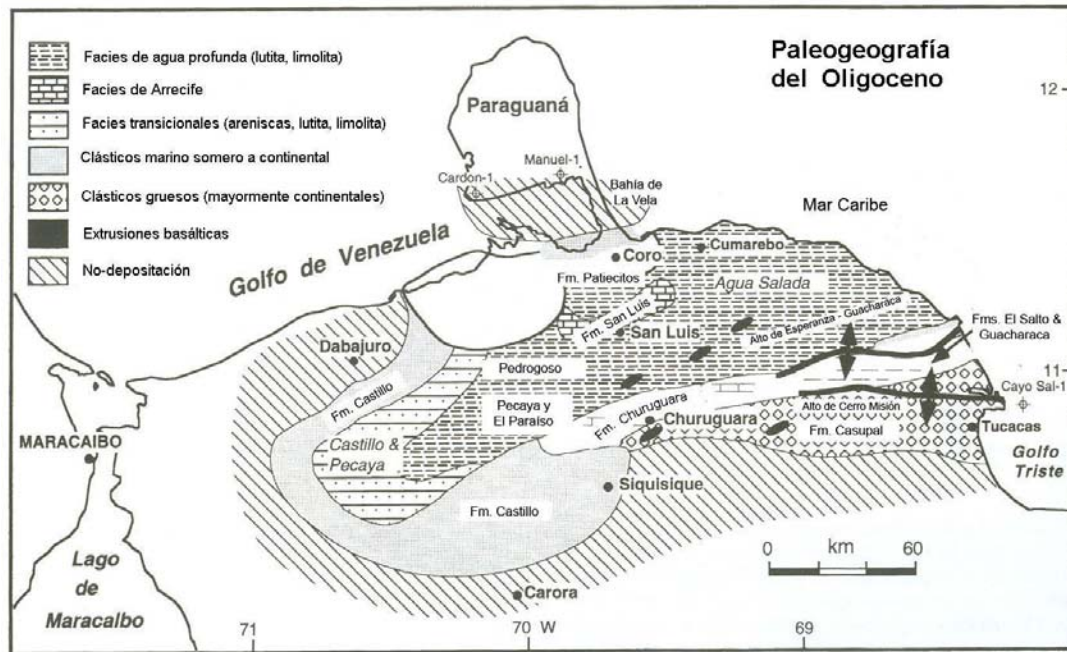 Paleogeografía
del Oligoceno
Facies de agua profunda (lutita, limolita)
Facies de Arrecife
Facies transicionales (areniscas, lutita, limolita)
Clásticos marino somero a continental
Clásticos gruesos (mayormente continentales)
Extrusiones basálticas
No-depositación
12
Paraguaná
Manuel-1
Cardon-1
Bahía de
La Vela
Mar Caribe
Golfo de Venezuela
Coro
Cumarebo
Fm. Patiecitos
Agua Salada
Fm. San Luis
San Luis
Alto de Esperanza - Guacharaca
Fms. El Salto &
Guacharaca
Dabajuro
Pedrogoso
11
Cayo Sal-1
Fm. Castillo
Pecaya y
El Paraíso
Fm. Churuguara
Churuguara
Alto de Cerro Misión
Fm. Casupal
Tucacas
MARACAIBO
Castillo &
Pecaya
Golfo
Triste
Siquisique
Fm. Castillo
Lago
de
Maracalbo
0 km 60
Carora
71
70 W
69